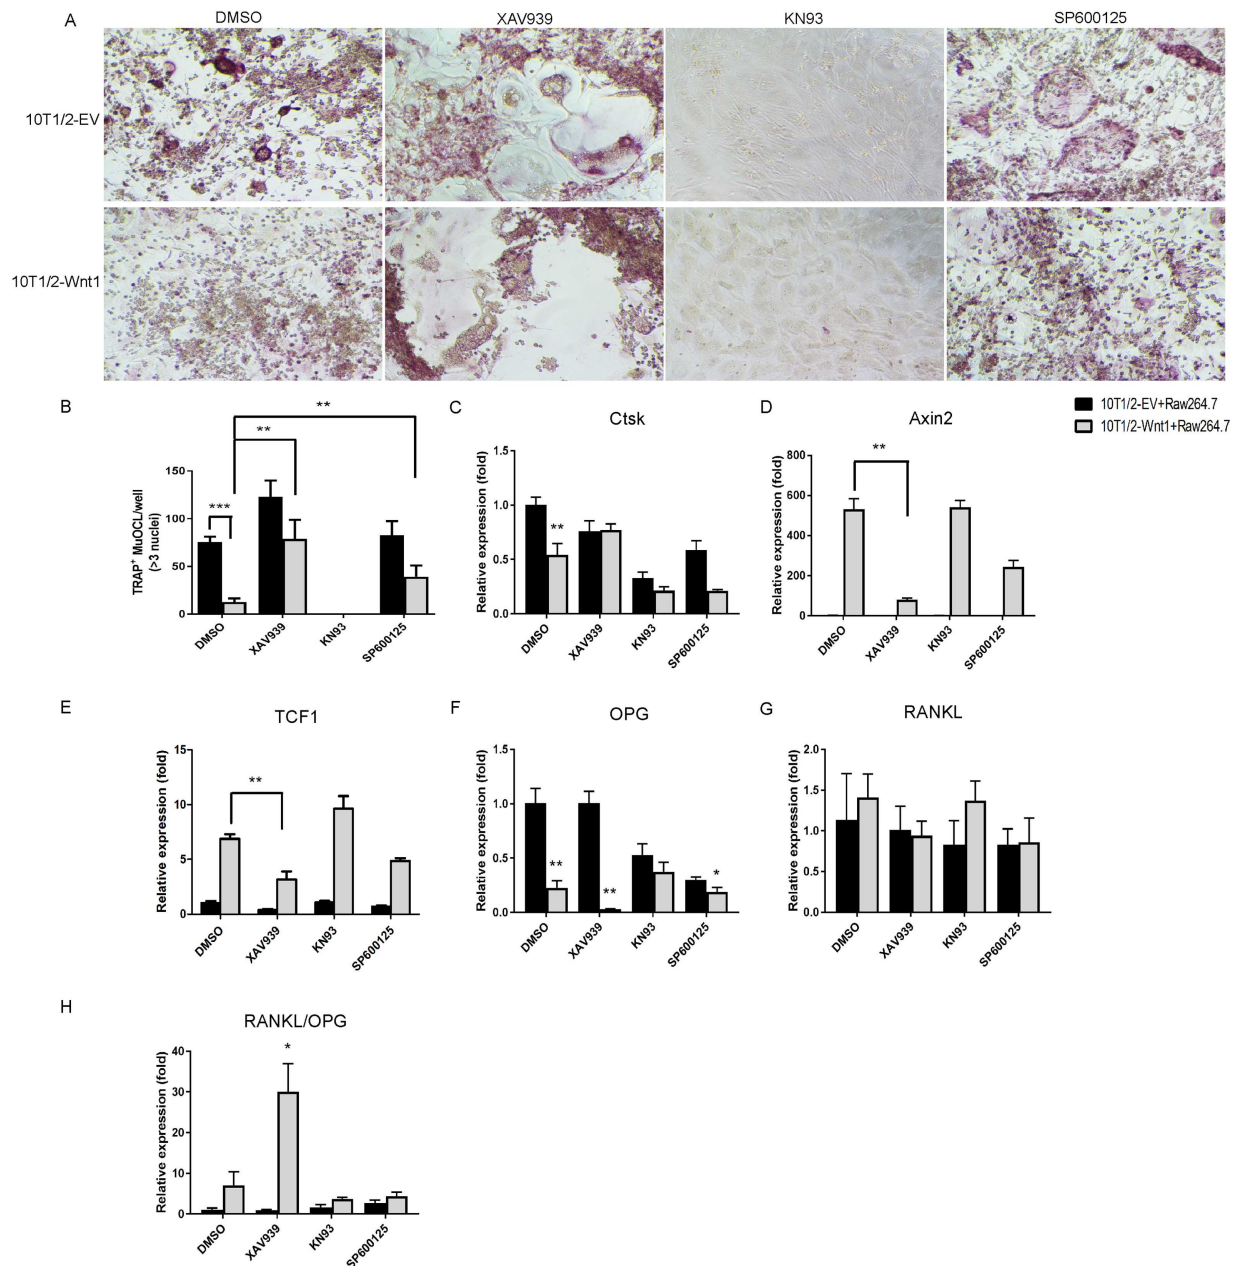 A
DMSO
XAV939
KN93
SP600125
10T1/2-EV
10T1/2-Wnt1
B
**
**
***
TRAP⁺ MuOCL/well
(>3 nuclei)
150
100
50
0
DMSO
XAV939
KN93
SP600125
C
Ctsk
Relative expression (fold)
1.5
1.0
0.5
0.0
**
DMSO
XAV939
KN93
SP600125
D
Axin2
Relative expression (fold)
800
600
400
200
0
**
DMSO
XAV939
KN93
SP600125
10T1/2-EV+Raw264.7
10T1/2-Wnt1+Raw264.7
E
TCF1
Relative expression (fold)
15
10
5
0
**
DMSO
XAV939
KN93
SP600125
F
OPG
Relative expression (fold)
1.5
1.0
0.5
0.0
**
**
*
DMSO
XAV939
KN93
SP600125
G
RANKL
Relative expression (fold)
2.0
1.5
1.0
0.5
0.0
DMSO
XAV939
KN93
SP600125
H
RANKL/OPG
Relative expression (fold)
40
30
20
10
0
*
DMSO
XAV939
KN93
SP600125